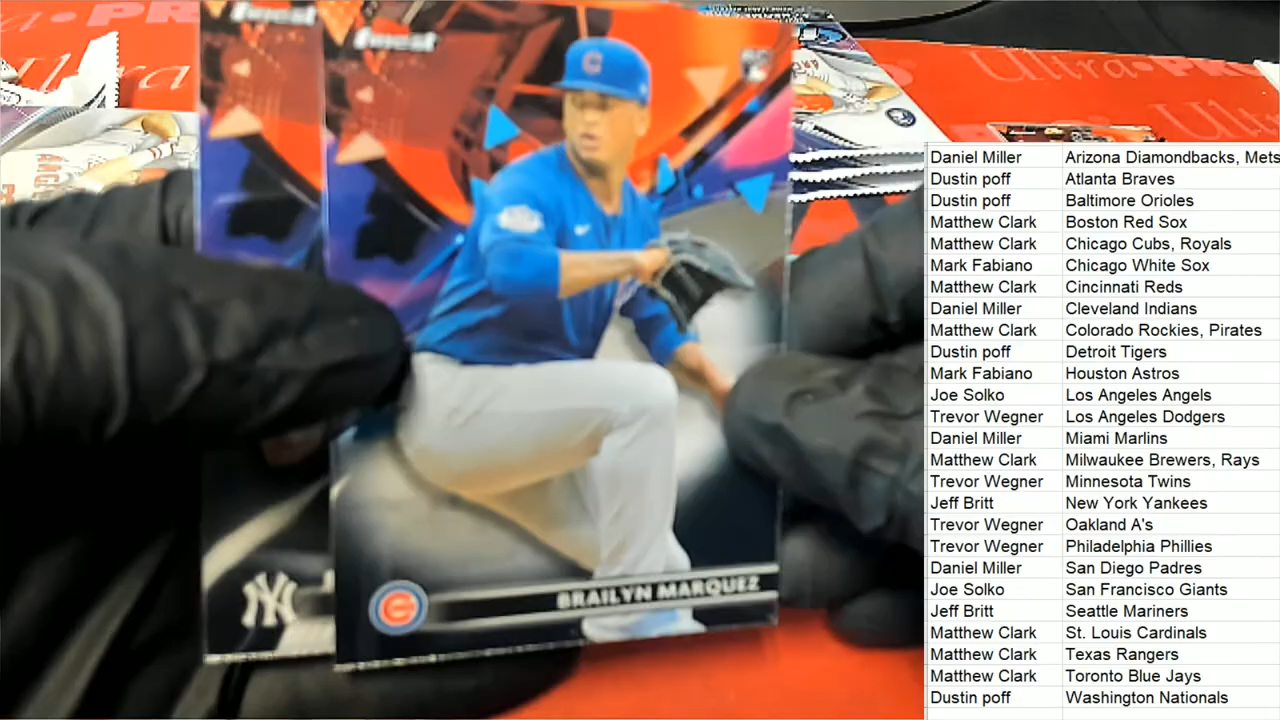 finest
finest
RC
Ultra•PRO
BRAILYN MARQUEZ
C
NY
Daniel Miller Arizona Diamondbacks, Mets
Dustin poff Atlanta Braves
Dustin poff Baltimore Orioles
Matthew Clark Boston Red Sox
Matthew Clark Chicago Cubs, Royals
Mark Fabiano Chicago White Sox
Matthew Clark Cincinnati Reds
Daniel Miller Cleveland Indians
Matthew Clark Colorado Rockies, Pirates
Dustin poff Detroit Tigers
Mark Fabiano Houston Astros
Joe Solko Los Angeles Angels
Trevor Wegner Los Angeles Dodgers
Daniel Miller Miami Marlins
Matthew Clark Milwaukee Brewers, Rays
Trevor Wegner Minnesota Twins
Jeff Britt New York Yankees
Trevor Wegner Oakland A's
Trevor Wegner Philadelphia Phillies
Daniel Miller San Diego Padres
Joe Solko San Francisco Giants
Jeff Britt Seattle Mariners
Matthew Clark St. Louis Cardinals
Matthew Clark Texas Rangers
Matthew Clark Toronto Blue Jays
Dustin poff Washington Nationals